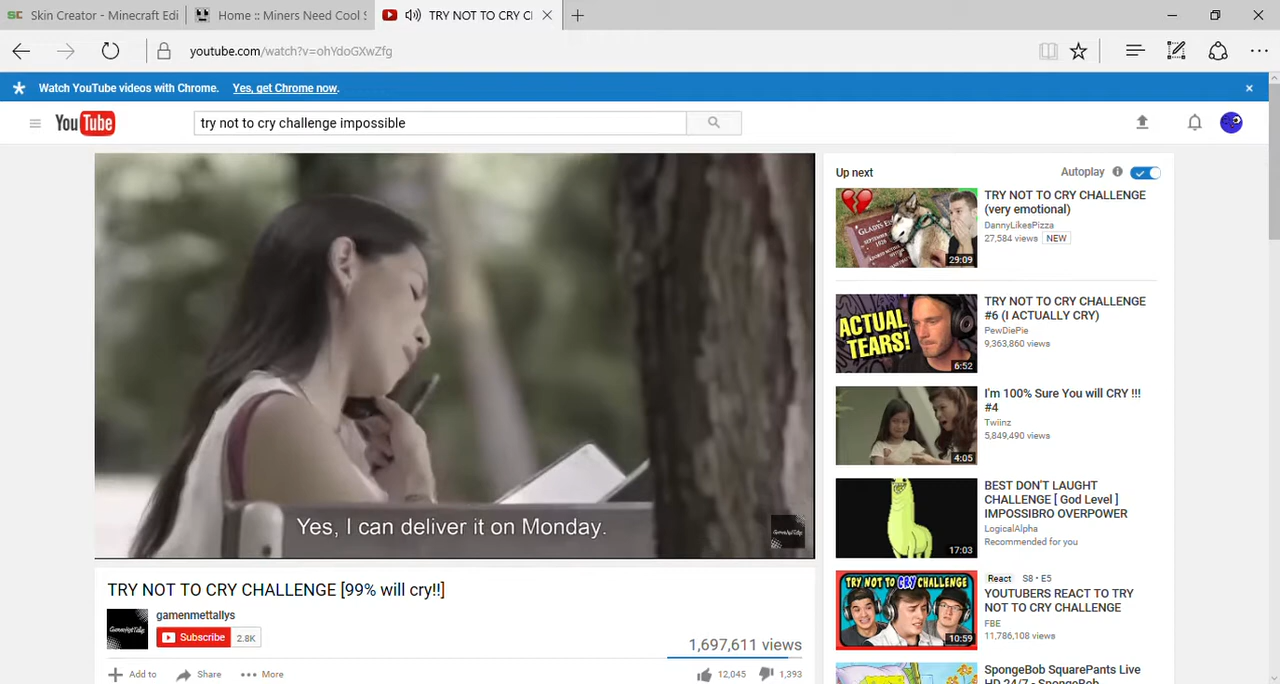 SC Skin Creator - Minecraft Edi
Home :: Miners Need Cool S
TRY NOT TO CRY C
youtube.com/watch?v=ohYdoGXwZfg
Watch YouTube videos with Chrome. Yes, get Chrome now.
YouTube
try not to cry challenge impossible
Yes, I can deliver it on Monday.
TRY NOT TO CRY CHALLENGE [99% will cry!!]
gamenmettallys
Subscribe 2.8K
1,697,611 views
Add to Share More
12,045 1,393
Up next
Autoplay
GLADYS
29:09
TRY NOT TO CRY CHALLENGE
(very emotional)
DannyLikesPizza
27,584 views NEW
ACTUAL
TEARS!
6:52
TRY NOT TO CRY CHALLENGE
#6 (I ACTUALLY CRY)
PewDiePie
9,363,860 views
4:05
I'm 100% Sure You will CRY !!!
#4
Twiinz
5,849,490 views
17:03
BEST DON'T LAUGHT
CHALLENGE [ God Level ]
IMPOSSIBRO OVERPOWER
LogicalAlpha
Recommended for you
TRY NOT TO CRY CHALLENGE
10:59
React S8 • E5
YOUTUBERS REACT TO TRY
NOT TO CRY CHALLENGE
FBE
11,786,108 views
SpongeBob SquarePants Live